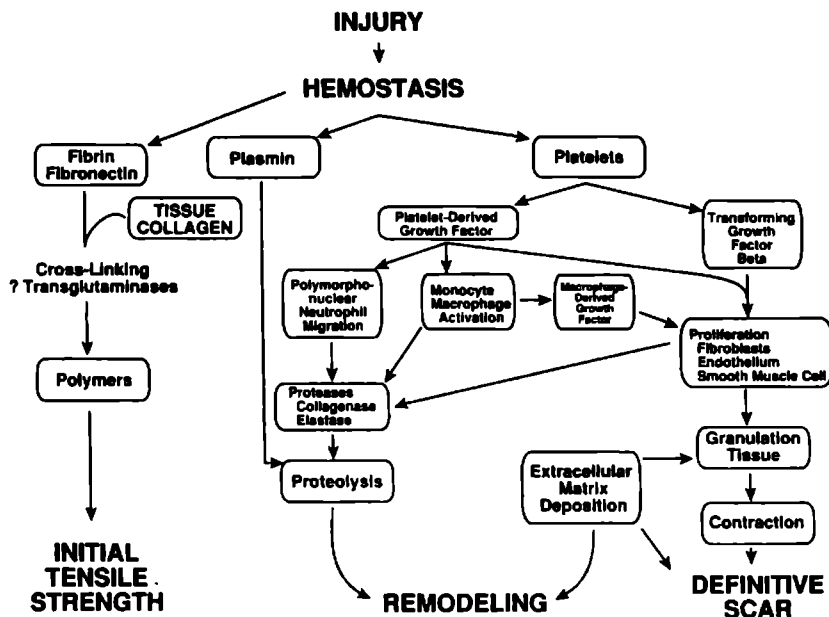 INJURY
HEMOSTASIS
Fibrin
Fibronectin
Plasmin
Platelets
TISSUE
COLLAGEN
Platelet-Derived
Growth Factor
Transforming
Growth
Factor
Beta
Cross-Linking
? Transglutaminases
Polymorpho-
nuclear
Neutrophil
Migration
Monocyte
Macrophage
Activation
Macrophage-
Derived
Growth
Factor
Proliferation
Fibroblasts
Endothelium
Smooth Muscle Cell
Polymers
Proteases
Collagenase
Elastase
Granulation
Tissue
Proteolysis
Extracellular
Matrix
Deposition
Contraction
INITIAL
TENSILE
STRENGTH
REMODELING
DEFINITIVE
SCAR